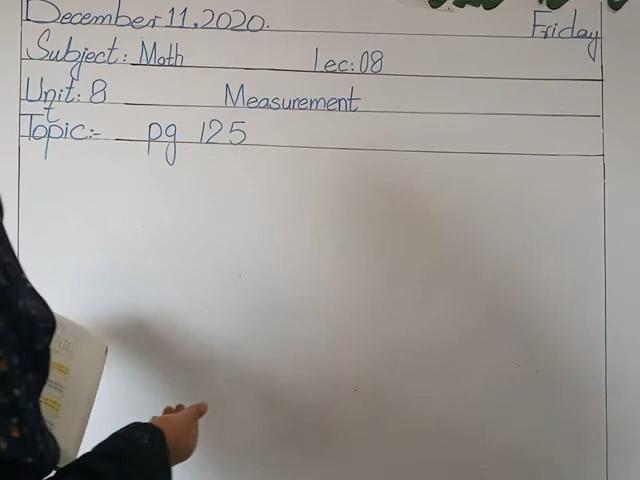 December 11, 2020. Friday
Subject: Math Lec: 08
Unit: 8 Measurement
Topic:- pg 125